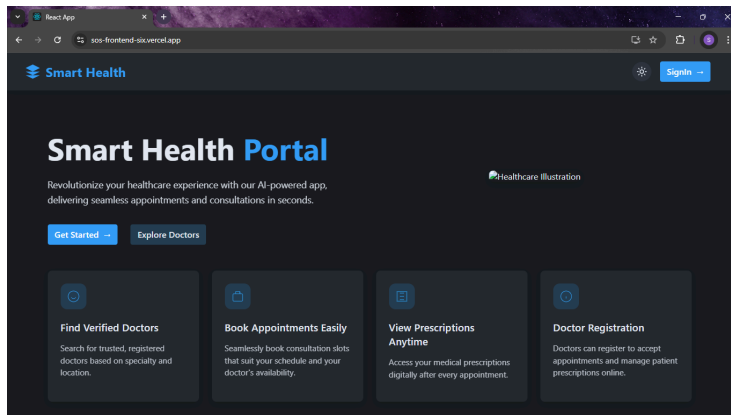 React App
sos-frontend-six.vercel.app
S
Smart Health
SignIn →
Smart Health Portal
Revolutionize your healthcare experience with our AI-powered app,
delivering seamless appointments and consultations in seconds.
Healthcare Illustration
Get Started →
Explore Doctors
Find Verified Doctors
Search for trusted, registered
doctors based on specialty and
location.
Book Appointments Easily
Seamlessly book consultation slots
that suit your schedule and your
doctor's availability.
View Prescriptions
Anytime
Access your medical prescriptions
digitally after every appointment.
Doctor Registration
Doctors can register to accept
appointments and manage patient
prescriptions online.